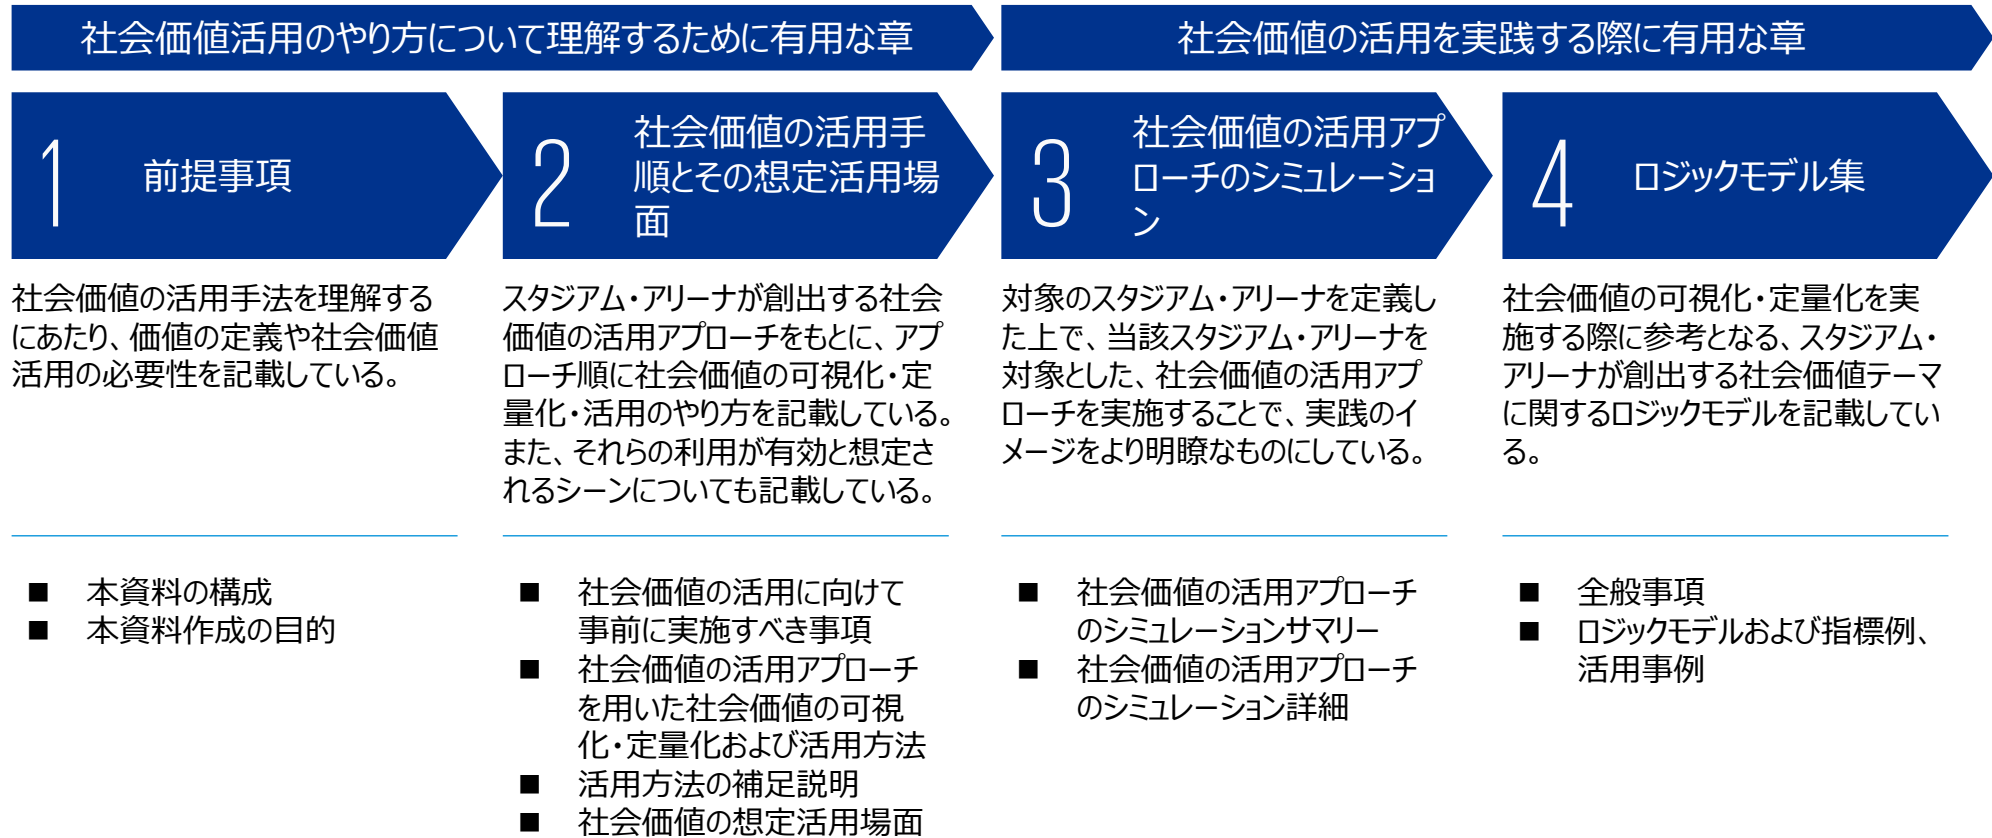 社会価値活用のやり方について理解するために有用な章
社会価値の活用を実践する際に有用な章
1
前提事項
2
社会価値の活用手
順とその想定活用場
面
3
社会価値の活用アプ
ローチのシミュレーショ
ン
4
ロジックモデル集
社会価値の活用手法を理解する
にあたり、価値の定義や社会価値
活用の必要性を記載している。
スタジアム・アリーナが創出する社会
価値の活用アプローチをもとに、アプ
ローチ順に社会価値の可視化・定
量化・活用のやり方を記載している。
また、それらの利用が有効と想定さ
れるシーンについても記載している。
対象のスタジアム・アリーナを定義し
た上で、当該スタジアム・アリーナを
対象とした、社会価値の活用アプ
ローチを実施することで、実践のイ
メージをより明瞭なものにしている。
社会価値の可視化・定量化を実
施する際に参考となる、スタジアム・
アリーナが創出する社会価値テーマ
に関するロジックモデルを記載してい
る。
■ 本資料の構成
■ 本資料作成の目的
■ 社会価値の活用に向けて
事前に実施すべき事項
■ 社会価値の活用アプローチ
を用いた社会価値の可視
化・定量化および活用方法
■ 活用方法の補足説明
■ 社会価値の想定活用場面
■ 社会価値の活用アプローチ
のシミュレーションサマリー
■ 社会価値の活用アプローチ
のシミュレーション詳細
■ 全般事項
■ ロジックモデルおよび指標例、
活用事例